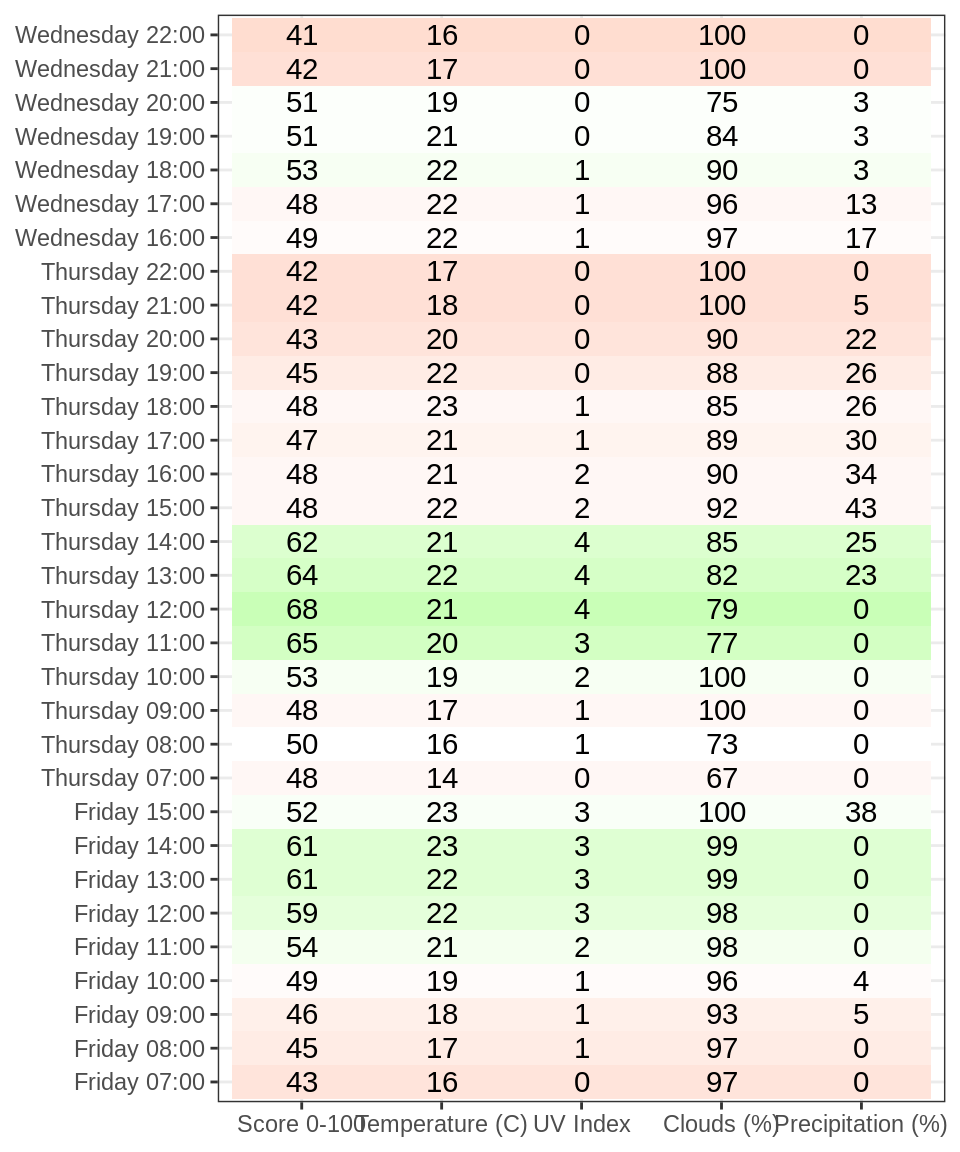 Wednesday 22:00 41 16 0 100 0
Wednesday 21:00 42 17 0 100 0
Wednesday 20:00 51 19 0 75 3
Wednesday 19:00 51 21 0 84 3
Wednesday 18:00 53 22 1 90 3
Wednesday 17:00 48 22 1 96 13
Wednesday 16:00 49 22 1 97 17
Thursday 22:00 42 17 0 100 0
Thursday 21:00 42 18 0 100 5
Thursday 20:00 43 20 0 90 22
Thursday 19:00 45 22 0 88 26
Thursday 18:00 48 23 1 85 26
Thursday 17:00 47 21 1 89 30
Thursday 16:00 48 21 2 90 34
Thursday 15:00 48 22 2 92 43
Thursday 14:00 62 21 4 85 25
Thursday 13:00 64 22 4 82 23
Thursday 12:00 68 21 4 79 0
Thursday 11:00 65 20 3 77 0
Thursday 10:00 53 19 2 100 0
Thursday 09:00 48 17 1 100 0
Thursday 08:00 50 16 1 73 0
Thursday 07:00 48 14 0 67 0
Friday 15:00 52 23 3 100 38
Friday 14:00 61 23 3 99 0
Friday 13:00 61 22 3 99 0
Friday 12:00 59 22 3 98 0
Friday 11:00 54 21 2 98 0
Friday 10:00 49 19 1 96 4
Friday 09:00 46 18 1 93 5
Friday 08:00 45 17 1 97 0
Friday 07:00 43 16 0 97 0
Score 0-100 Temperature (C) UV Index Clouds (%) Precipitation (%)